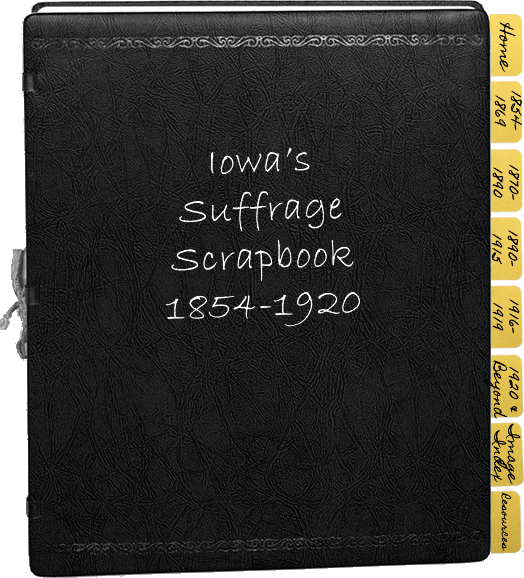 Iowa's
Suffrage
Scrapbook
1854-1920
Home
1854-
1869
1870-
1890
1890-
1915
1916-
1919
1920 &
Beyond
Image
Index
Resources